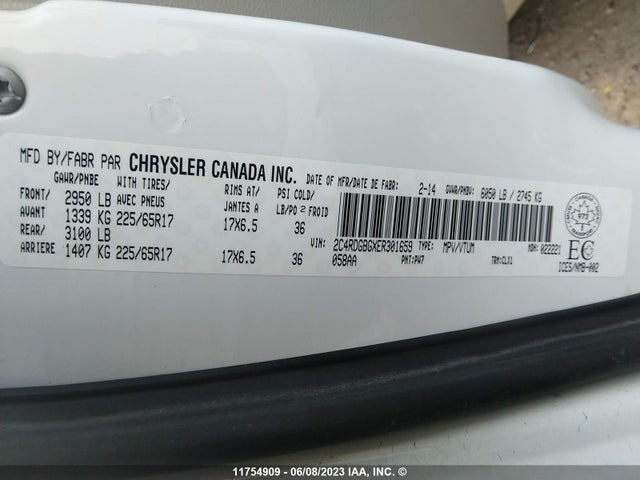 MFD BY/FABR PAR CHRYSLER CANADA INC. DATE OF MFR/DATE DE FABR: 2-14 GVWR/PNBV: 6050 LB / 2745 KG
GAWR/PNBE WITH TIRES/ RIMS AT/ PSI COLD/
FRONT/ 2950 LB AVEC PNEUS JANTES A LB/PO² FROID
AVANT 1339 KG 225/65R17 17X6.5 36
REAR/ 3100 LB
ARRIERE 1407 KG 225/65R17 17X6.5 36
VIN: 2C4RDGBGXER301659 TYPE: MPV/VTUM MDH: 022221
058AA PNT:PW7 TRM:CLX1
972
EC
ICES/NMB-002
11754909 - 06/08/2023 IAA, INC. ©